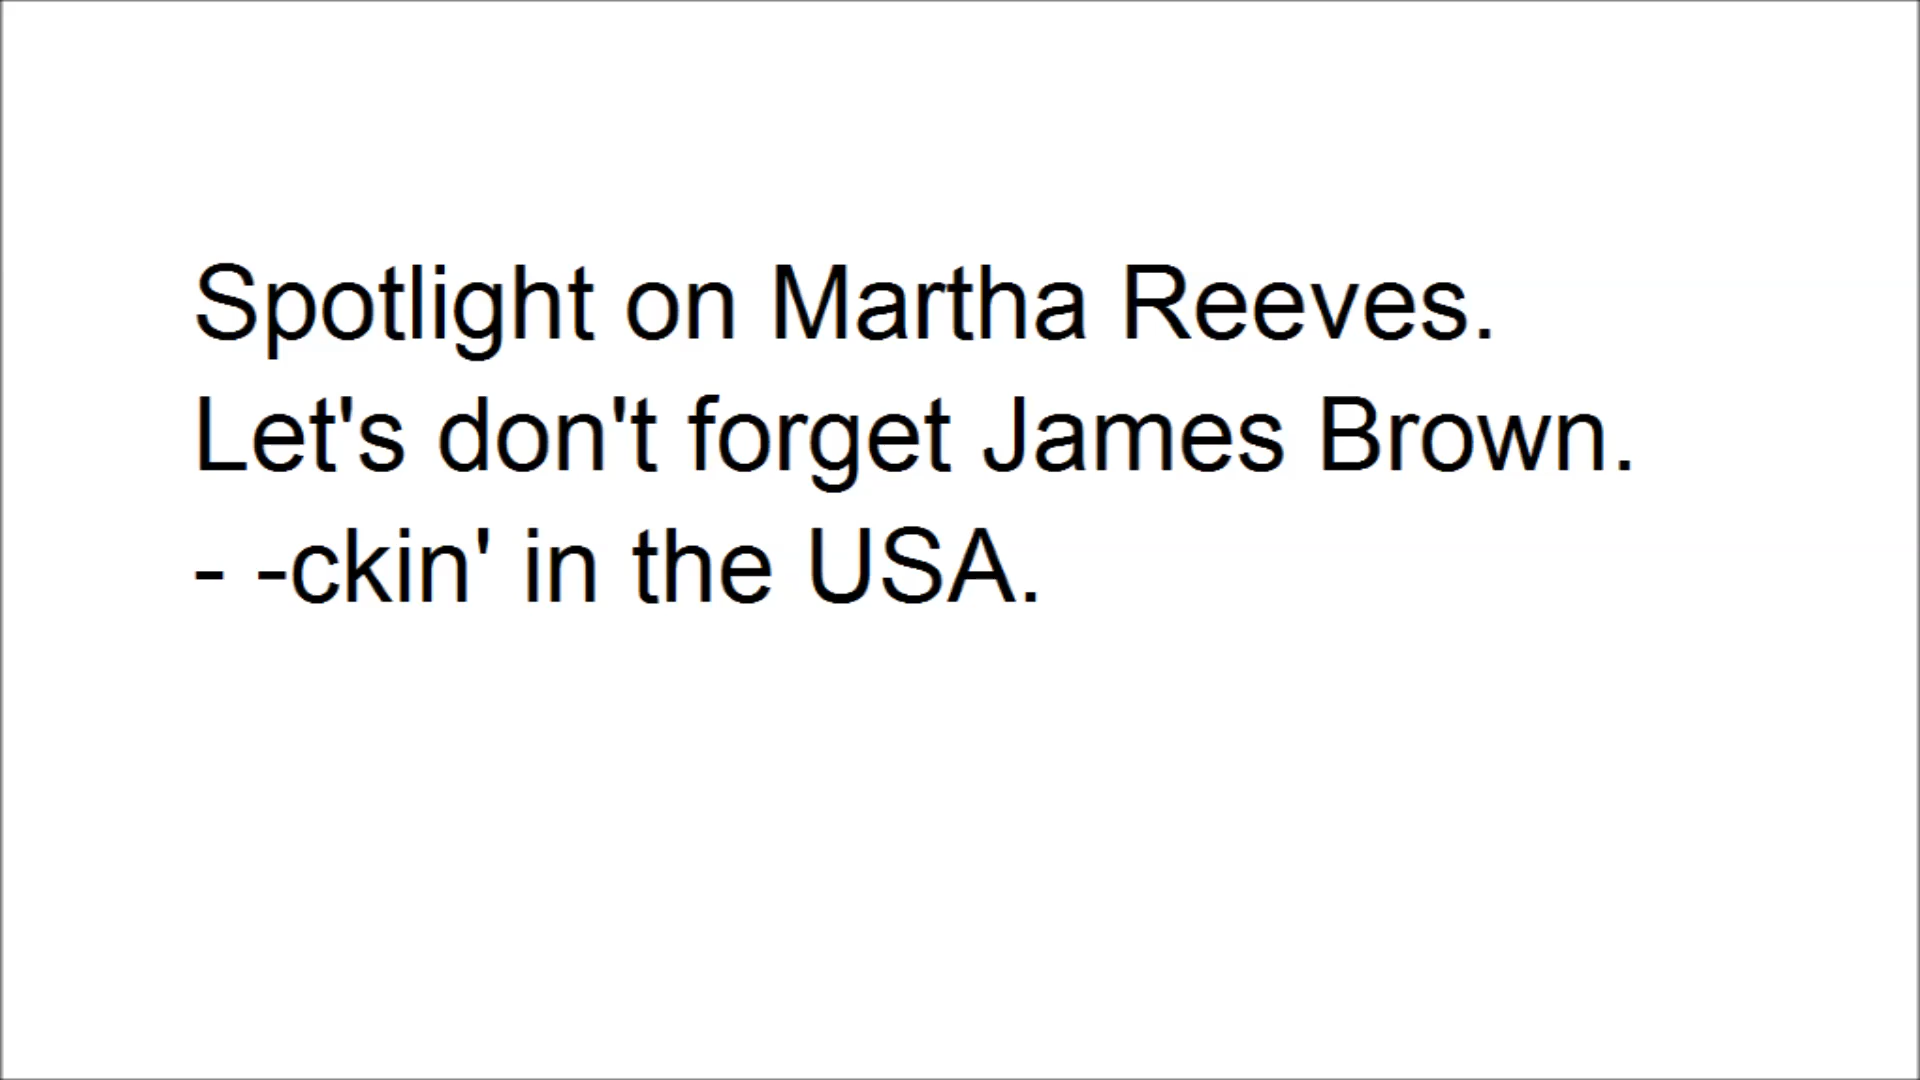 Spotlight on Martha Reeves.
Let's don't forget James Brown.
- -ckin' in the USA.